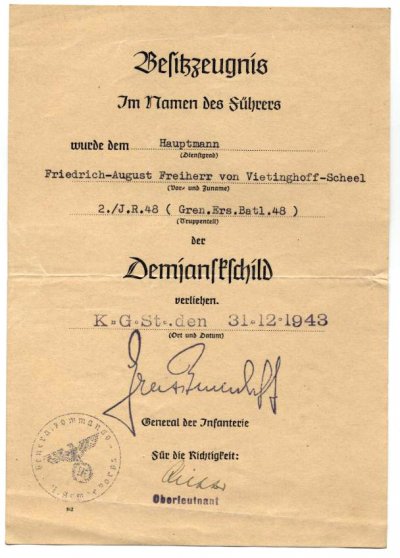 Besitzeugnis
Im Namen des Führers
wurde dem Hauptmann
(Dienstgrad)
Friedrich-August Freiherr von Vietinghoff-Scheel
(Vor- und Zuname)
2./J.R.48 ( Gren.Ers.Batl.48 )
(Truppenteil)
der
Demjanskschild
verliehen.
K.G.St., den 31.12.1943
(Ort und Datum)
General der Infanterie
Für die Richtigkeit:
Oberleutnant